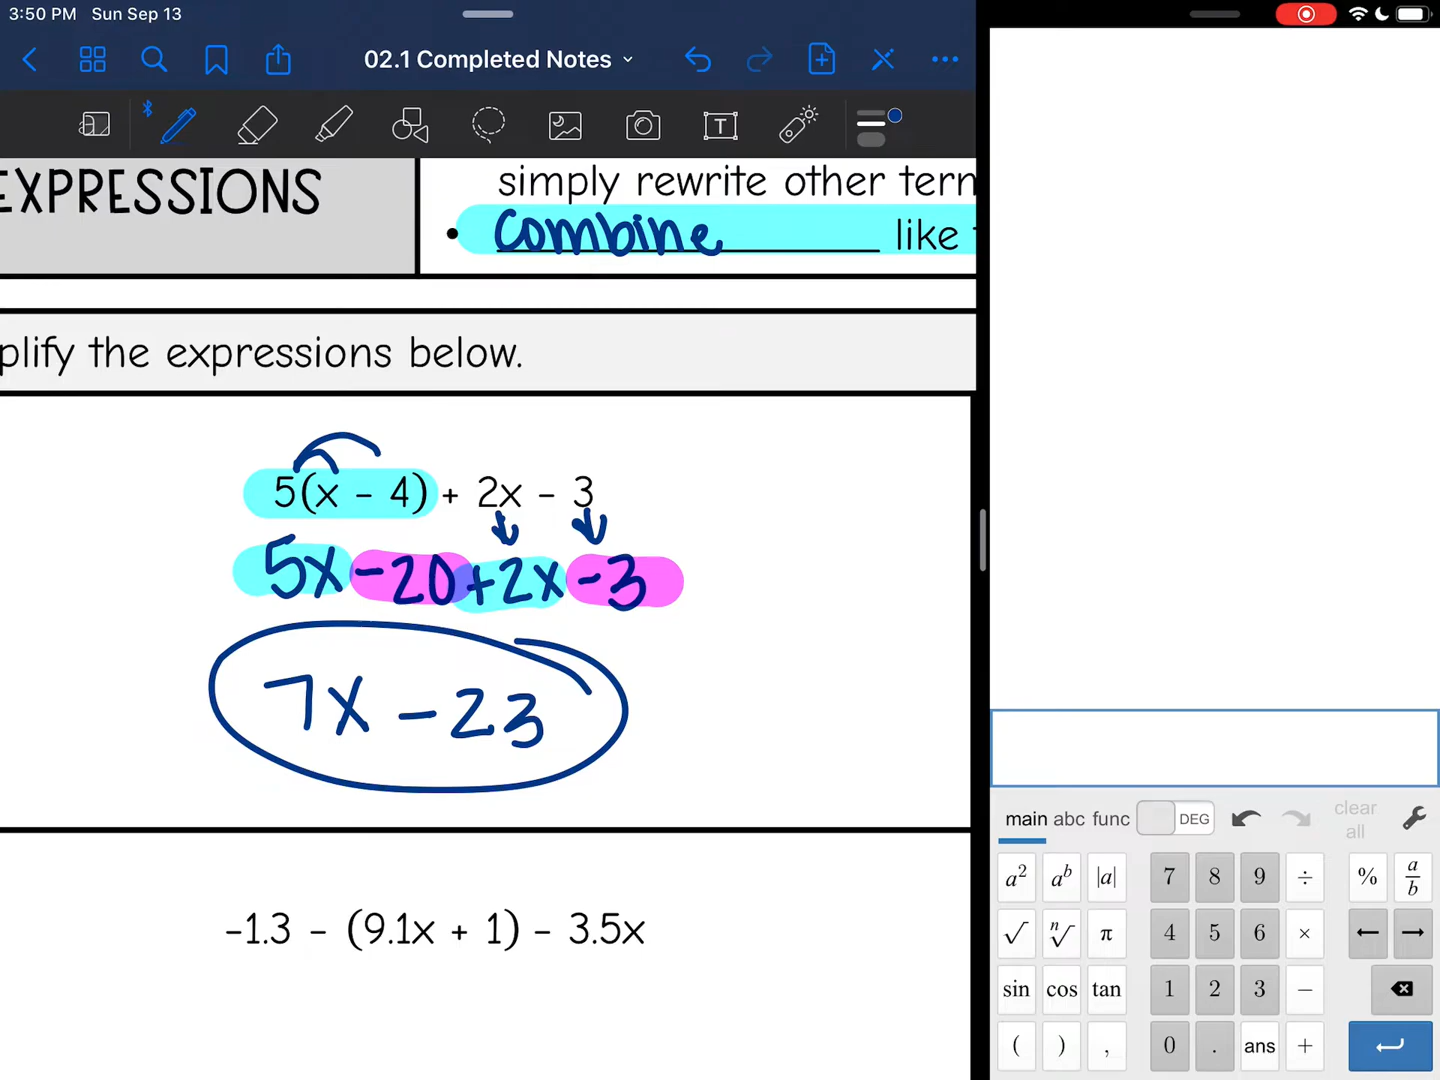 3:50 PM Sun Sep 13
02.1 Completed Notes
T
EXPRESSIONS
simply rewrite other tern
• combine like
plify the expressions below.
5(x - 4) + 2x - 3
5x -20 +2x -3
7x - 23
-1.3 - (9.1x + 1) - 3.5x
main abc func DEG clear all
a² aᵇ |a| 7 8 9 ÷ % a/b
√ ⁿ√ π 4 5 6 × ← →
sin cos tan 1 2 3 −
( ) , 0 . ans +